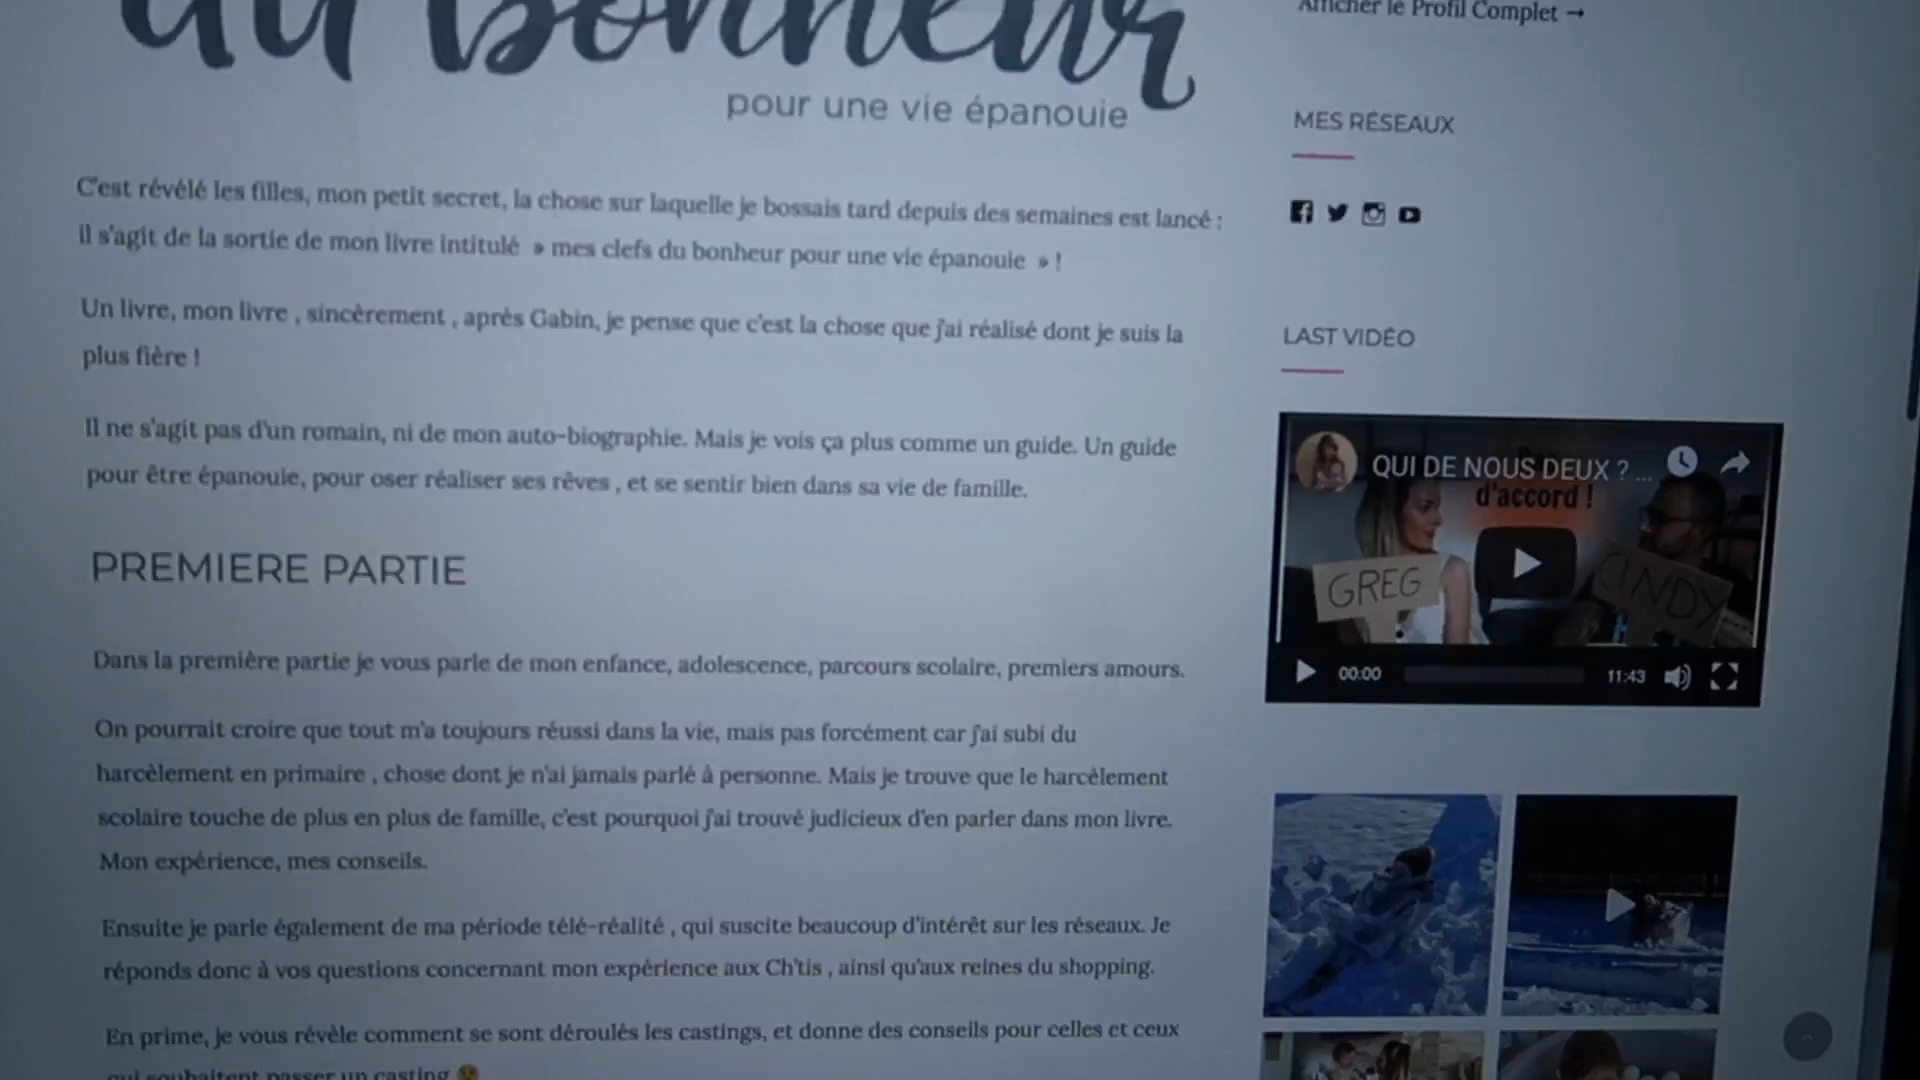 du bonheur
pour une vie épanouie
C'est révélé les filles, mon petit secret, la chose sur laquelle je bossais tard depuis des semaines est lancé :
il s'agit de la sortie de mon livre intitulé » mes clefs du bonheur pour une vie épanouie » !
Un livre, mon livre , sincèrement , après Gabin, je pense que c'est la chose que j'ai réalisé dont je suis la
plus fière !
Il ne s'agit pas d'un romain, ni de mon auto-biographie. Mais je vois ça plus comme un guide. Un guide
pour être épanouie, pour oser réaliser ses rêves , et se sentir bien dans sa vie de famille.
PREMIERE PARTIE
Dans la première partie je vous parle de mon enfance, adolescence, parcours scolaire, premiers amours.
On pourrait croire que tout m'a toujours réussi dans la vie, mais pas forcément car j'ai subi du
harcèlement en primaire , chose dont je n'ai jamais parlé à personne. Mais je trouve que le harcèlement
scolaire touche de plus en plus de famille, c'est pourquoi j'ai trouvé judicieux d'en parler dans mon livre.
Mon expérience, mes conseils.
Ensuite je parle également de ma période télé-réalité , qui suscite beaucoup d'intérêt sur les réseaux. Je
réponds donc à vos questions concernant mon expérience aux Ch'tis , ainsi qu'aux reines du shopping.
En prime, je vous révèle comment se sont déroulés les castings, et donne des conseils pour celles et ceux
qui souhaitent passer un casting
Afficher le Profil Complet →
MES RÉSEAUX
LAST VIDÉO
QUI DE NOUS DEUX ? ...
d'accord !
GREG
CINDY
00:00
11:43